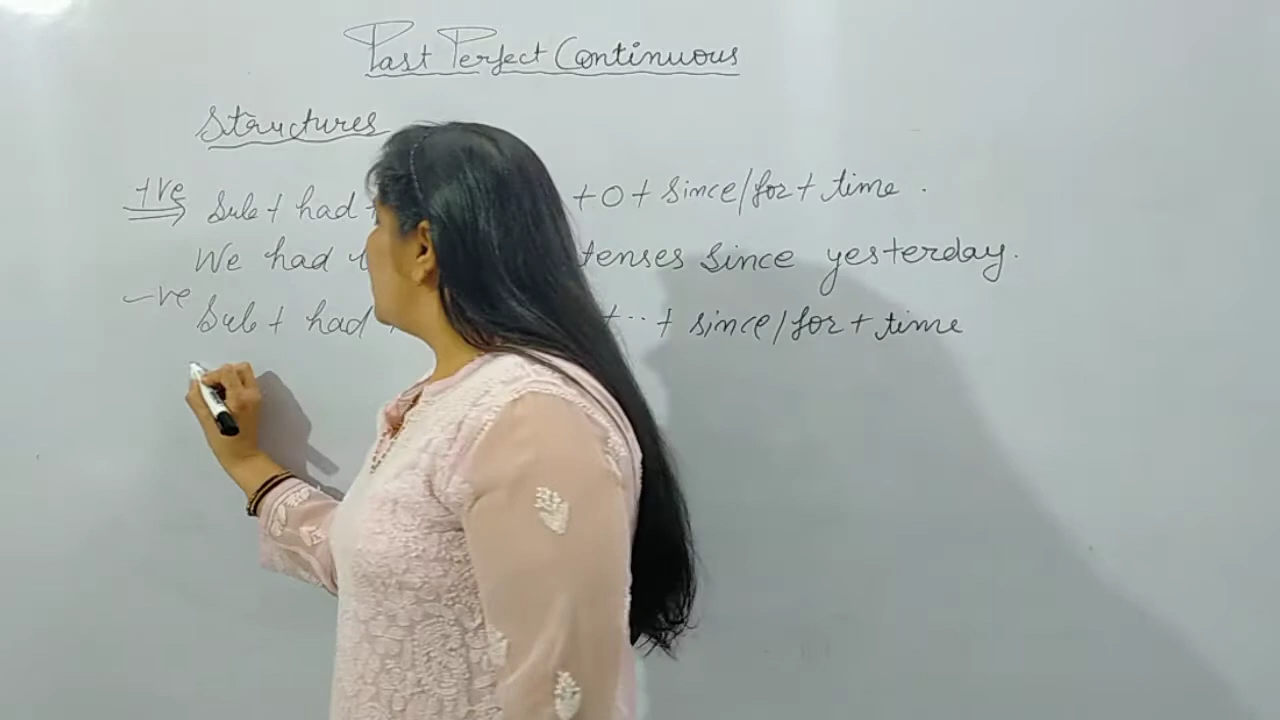 Past Perfect Continuous
Structures
+ve
Sub + had + + O + since/for + time .
We had tenses since yesterday.
-ve
Sub + had + .. + since/for + time